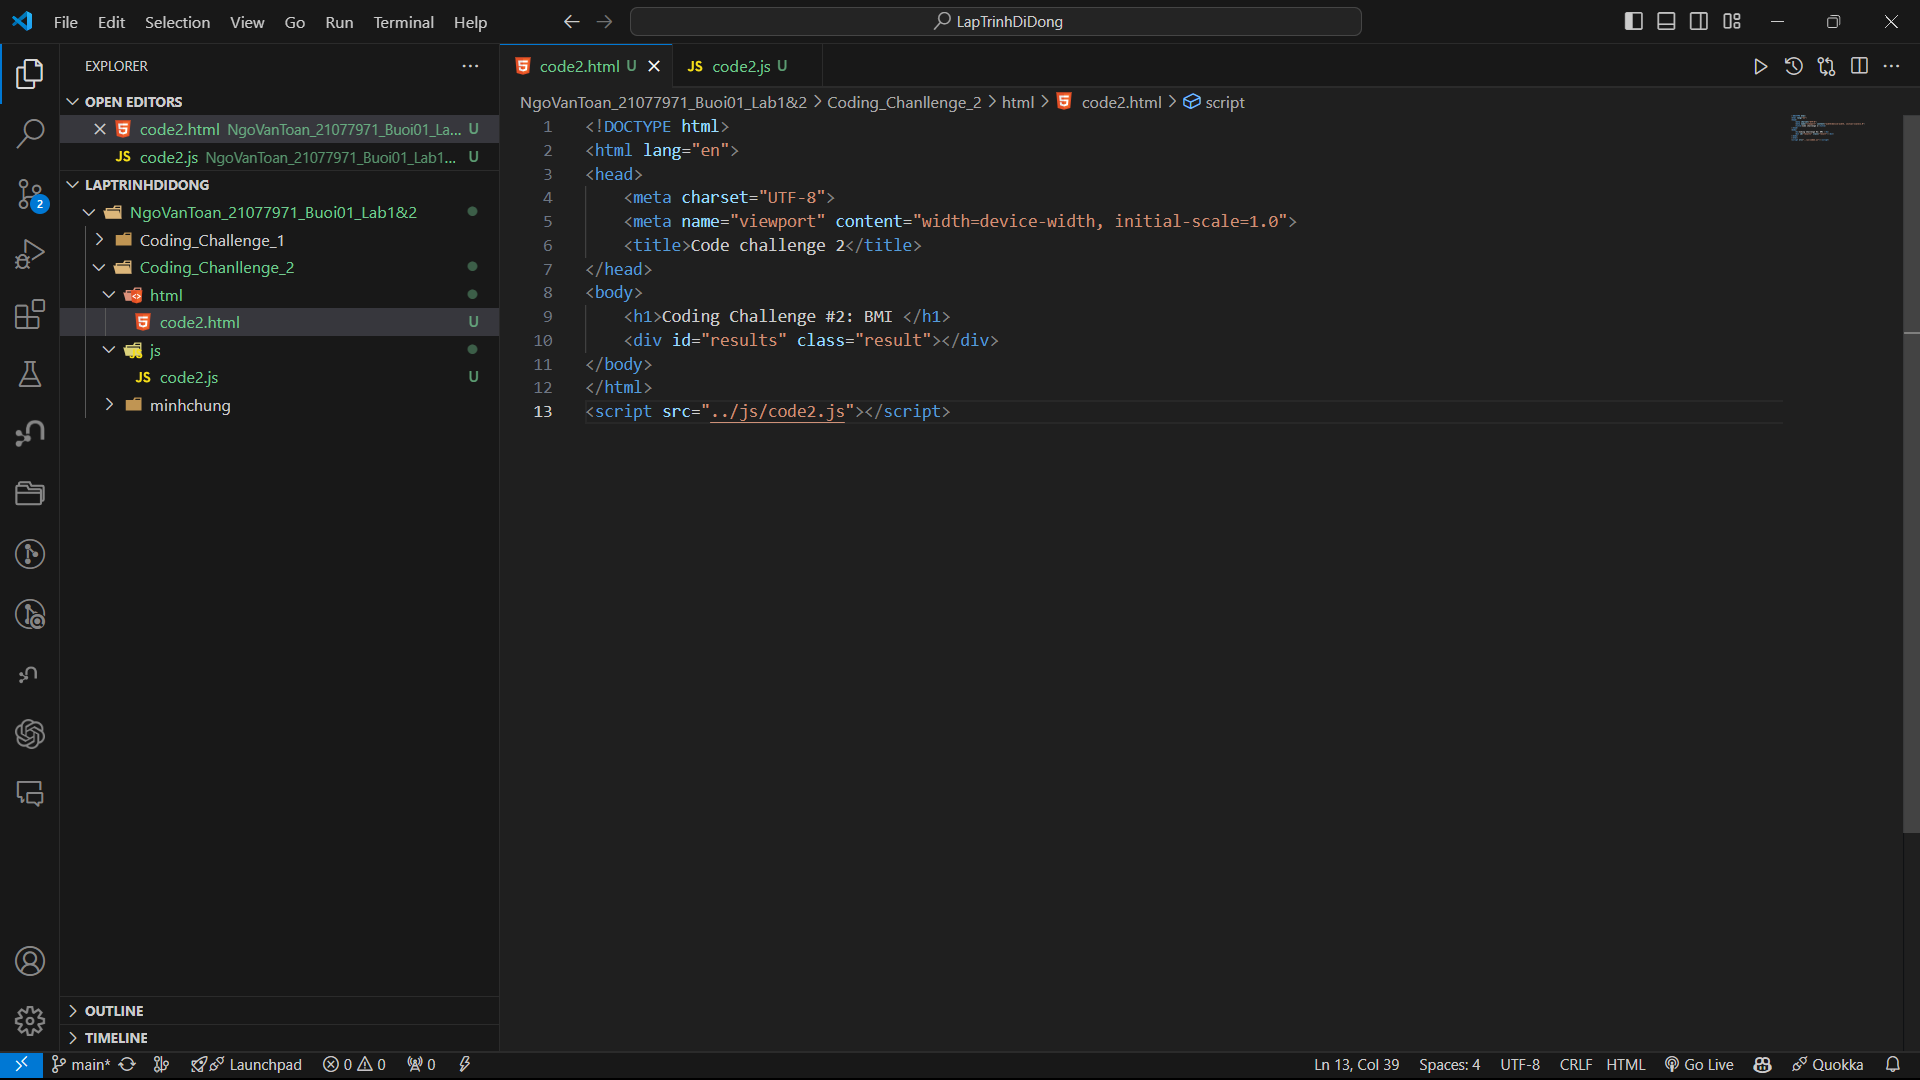 File Edit Selection View Go Run Terminal Help
LapTrinhDiDong
EXPLORER
OPEN EDITORS
code2.html NgoVanToan_21077971_Buoi01_La... U
JS code2.js NgoVanToan_21077971_Buoi01_Lab1... U
LAPTRINHDIDONG
NgoVanToan_21077971_Buoi01_Lab1&2
Coding_Challenge_1
Coding_Chanllenge_2
html
code2.html U
js
JS code2.js U
minhchung
2
OUTLINE
TIMELINE
code2.html U
JS code2.js U
NgoVanToan_21077971_Buoi01_Lab1&2 > Coding_Chanllenge_2 > html > code2.html > script
1 <!DOCTYPE html>
2 <html lang="en">
3 <head>
4 <meta charset="UTF-8">
5 <meta name="viewport" content="width=device-width, initial-scale=1.0">
6 <title>Code challenge 2</title>
7 </head>
8 <body>
9 <h1>Coding Challenge #2: BMI </h1>
10 <div id="results" class="result"></div>
11 </body>
12 </html>
13 <script src="../js/code2.js"></script>
main* Launchpad 0 0 0
Ln 13, Col 39 Spaces: 4 UTF-8 CRLF HTML Go Live Quokka